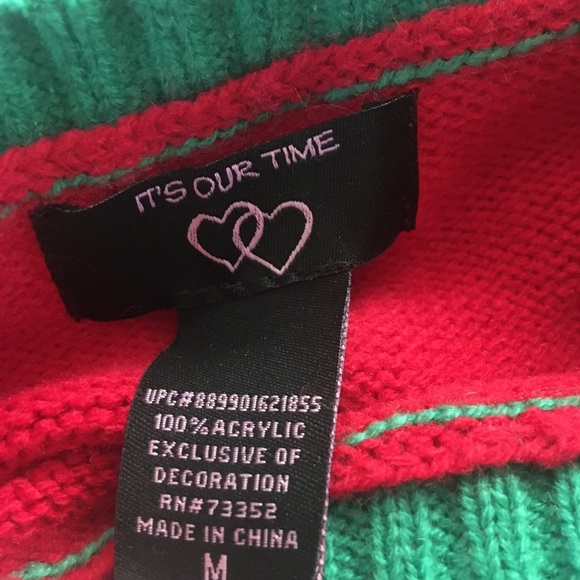 IT'S OUR TIME
UPC#889901621855
100%ACRYLIC
EXCLUSIVE OF
DECORATION
RN#73352
MADE IN CHINA
M